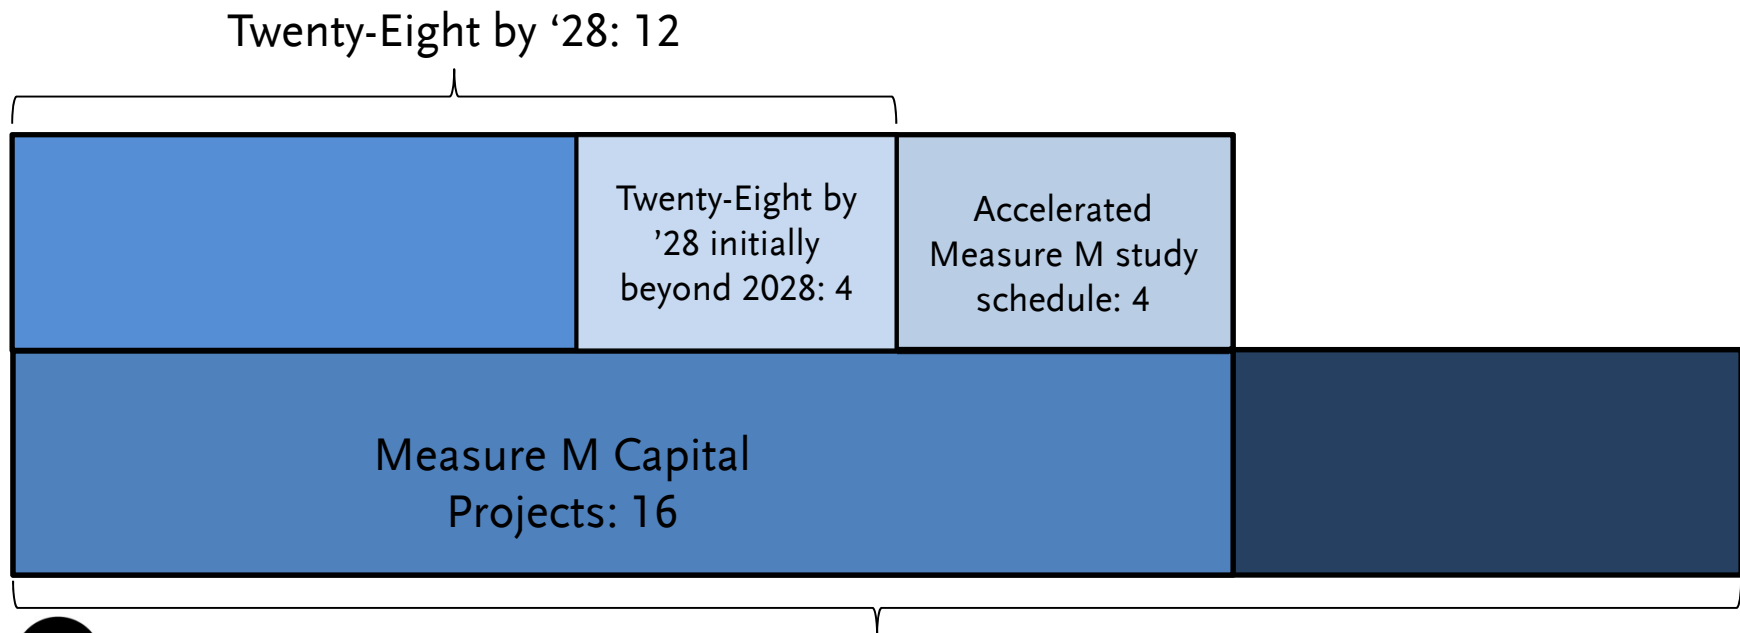 Twenty-Eight by ‘28: 12
Twenty-Eight by
’28 initially
beyond 2028: 4
Accelerated
Measure M study
schedule: 4
Measure M Capital
Projects: 16